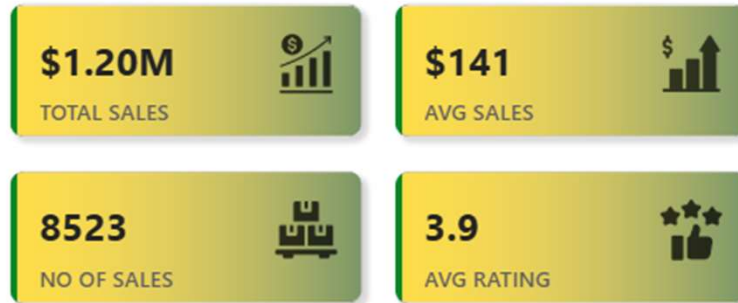 $1.20M
TOTAL SALES
$
$141
AVG SALES
$
8523
NO OF SALES
3.9
AVG RATING